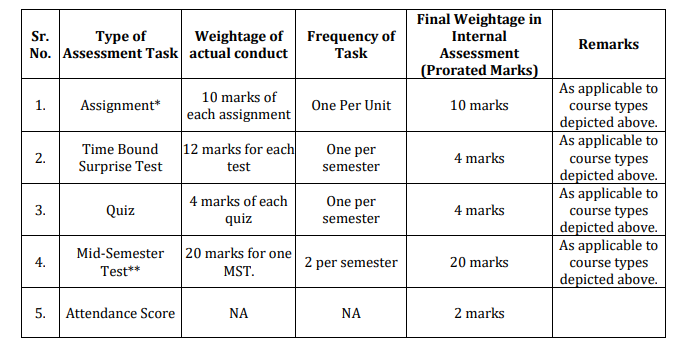 Sr. No. | Type of Assessment Task | Weightage of actual conduct | Frequency of Task | Final Weightage in Internal Assessment (Prorated Marks) | Remarks
1. | Assignment* | 10 marks of each assignment | One Per Unit | 10 marks | As applicable to course types depicted above.
2. | Time Bound Surprise Test | 12 marks for each test | One per semester | 4 marks | As applicable to course types depicted above.
3. | Quiz | 4 marks of each quiz | One per semester | 4 marks | As applicable to course types depicted above.
4. | Mid-Semester Test** | 20 marks for one MST. | 2 per semester | 20 marks | As applicable to course types depicted above.
5. | Attendance Score | NA | NA | 2 marks |